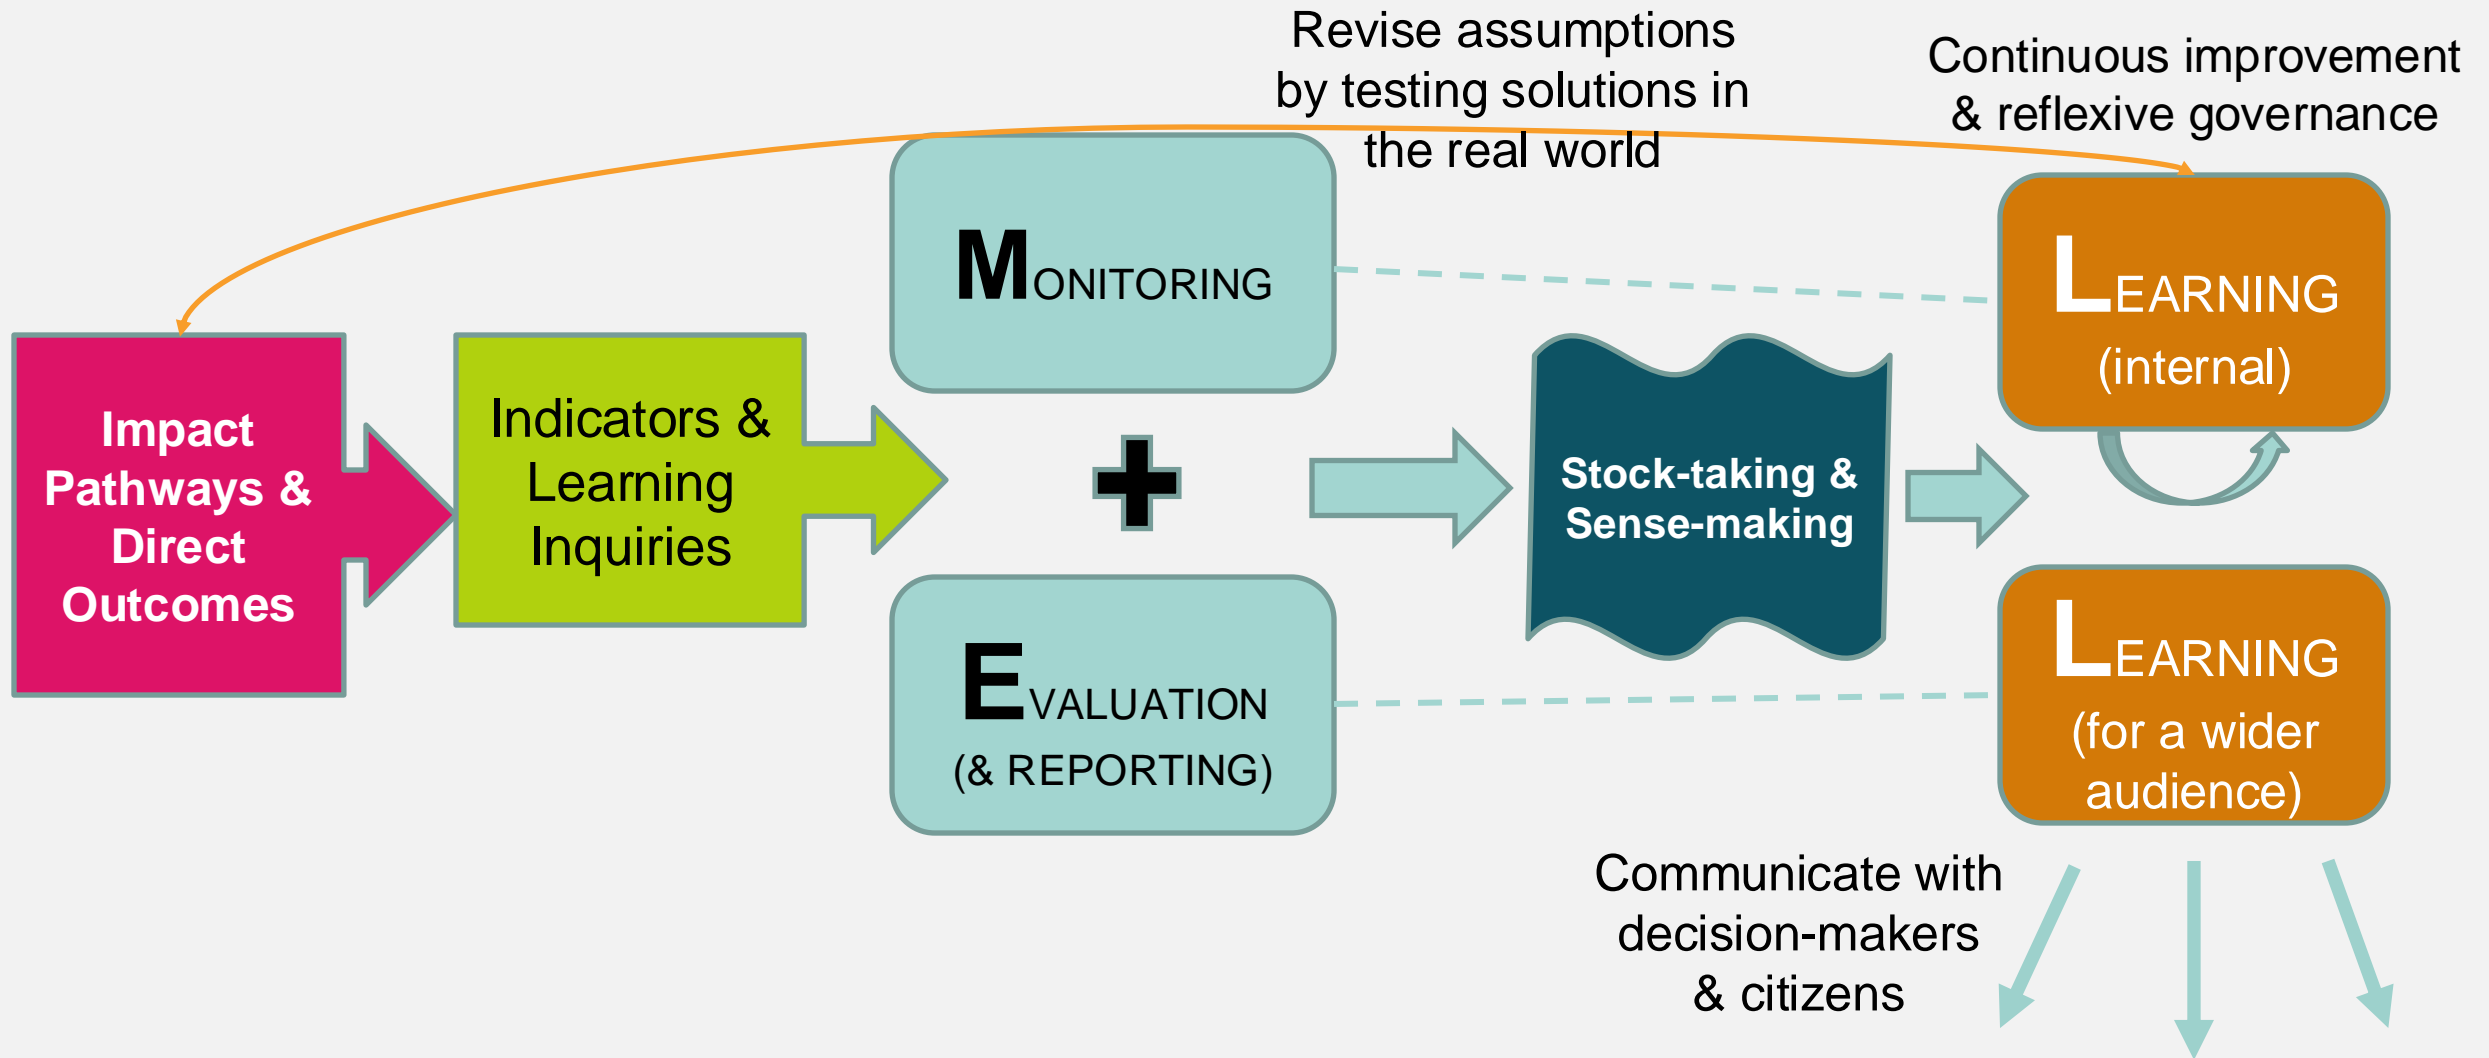 Revise assumptions
by testing solutions in
the real world
Continuous improvement
& reflexive governance
Impact
Pathways &
Direct
Outcomes
Indicators &
Learning
Inquiries
MONITORING
EVALUATION
(& REPORTING)
Stock-taking &
Sense-making
LEARNING
(internal)
LEARNING
(for a wider
audience)
Communicate with
decision-makers
& citizens